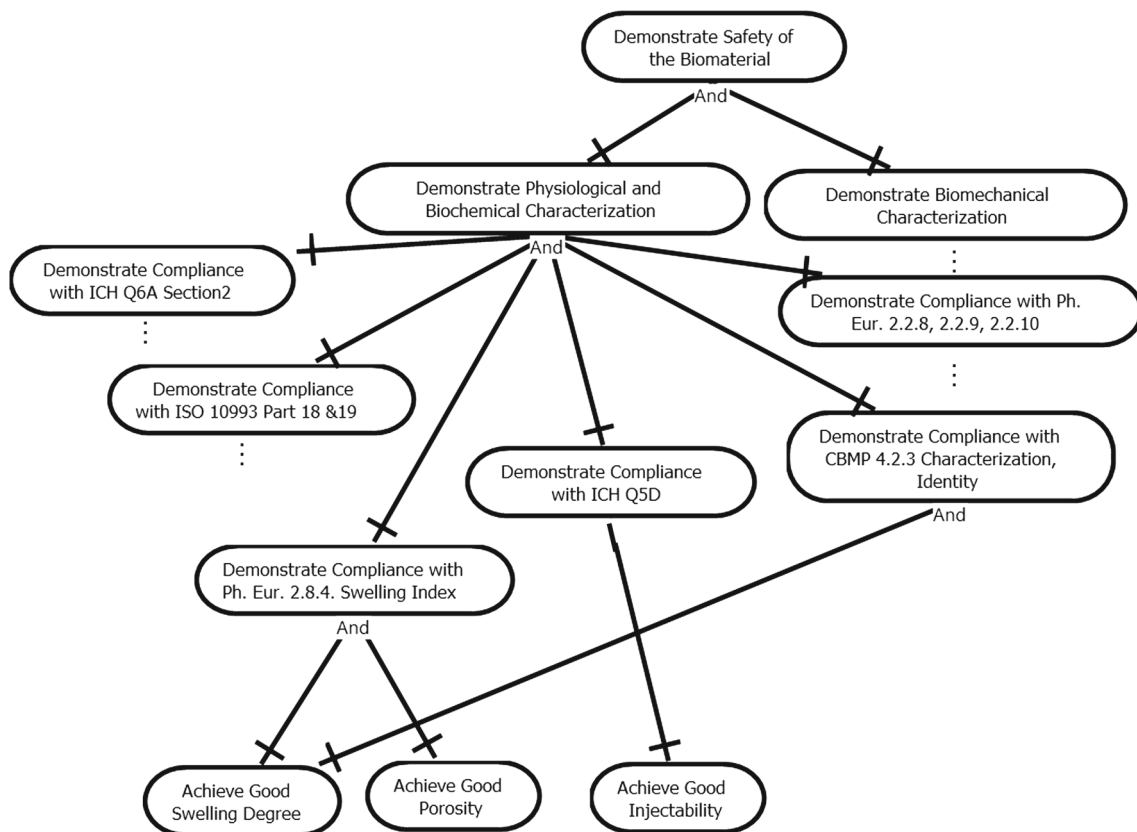 Demonstrate Safety of
the Biomaterial
And
Demonstrate Physiological and
Biochemical Characterization
Demonstrate Biomechanical
Characterization
And
Demonstrate Compliance
with ICH Q6A Section2
Demonstrate Compliance with Ph.
Eur. 2.2.8, 2.2.9, 2.2.10
Demonstrate Compliance
with ISO 10993 Part 18 &19
Demonstrate Compliance with
CBMP 4.2.3 Characterization,
Identity
Demonstrate Compliance
with ICH Q5D
And
Demonstrate Compliance with
Ph. Eur. 2.8.4. Swelling Index
And
Achieve Good
Swelling Degree
Achieve Good
Porosity
Achieve Good
Injectability